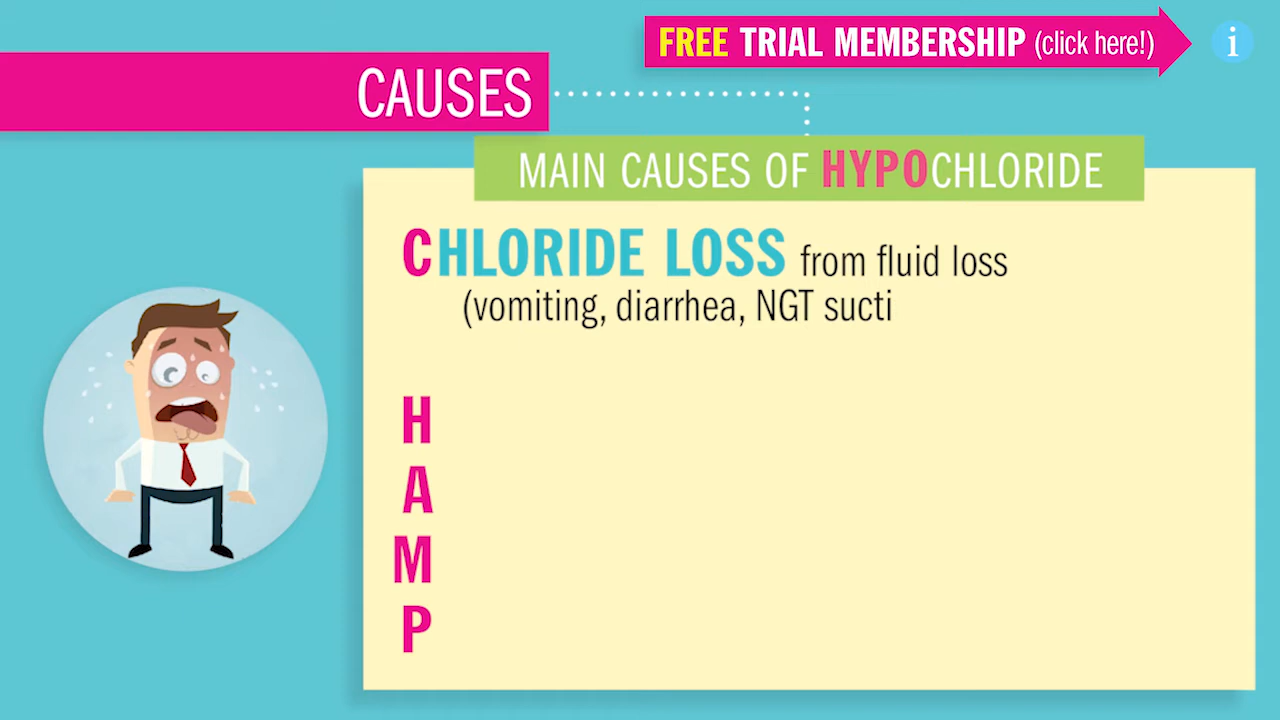 FREE TRIAL MEMBERSHIP (click here!)
i
CAUSES
MAIN CAUSES OF HYPOCHLORIDE
CHLORIDE LOSS from fluid loss
(vomiting, diarrhea, NGT sucti
H
A
M
P